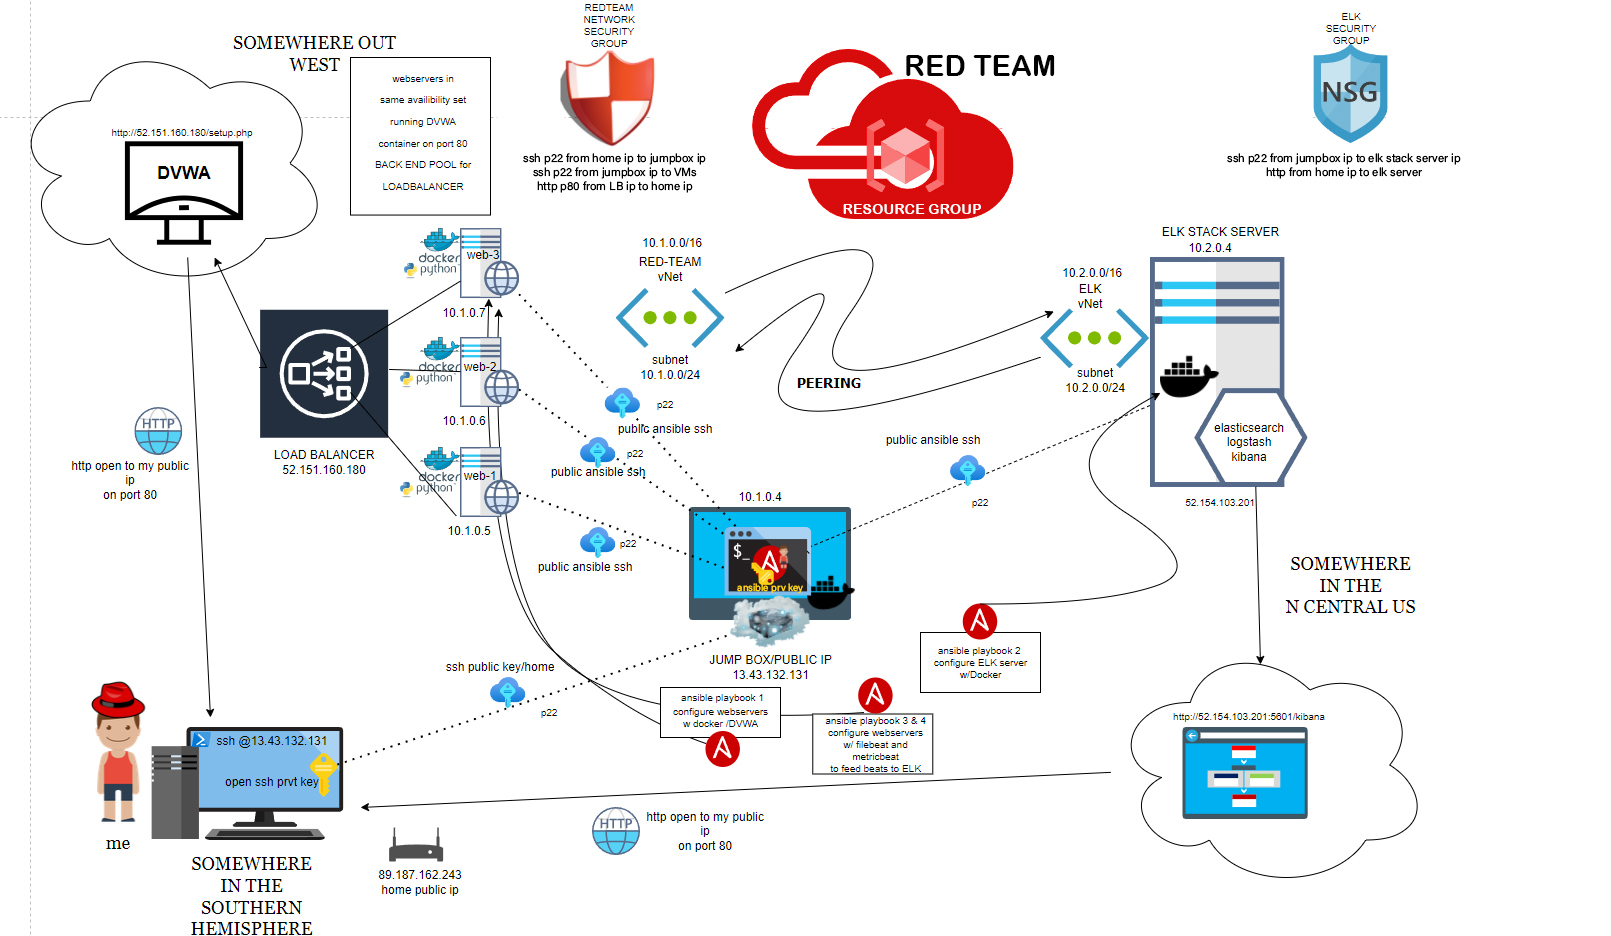 REDTEAM
NETWORK
SECURITY
GROUP
ELK
SECURITY
GROUP
SOMEWHERE OUT
WEST
RED TEAM
webservers in
same availibility set
running DVWA
container on port 80
BACK END POOL for
LOADBALANCER
NSG
http://52.151.160.180/setup.php
DVWA
ssh p22 from home ip to jumpbox ip
ssh p22 from jumpbox ip to VMs
http p80 from LB ip to home ip
ssh p22 from jumpbox ip to elk stack server ip
http from home ip to elk server
RESOURCE GROUP
ELK STACK SERVER
10.2.0.4
10.1.0.0/16
RED-TEAM
vNet
subnet
10.1.0.0/24
10.2.0.0/16
ELK
vNet
subnet
10.2.0.0/24
PEERING
docker
python
web-3
10.1.0.7
docker
python
web-2
10.1.0.6
docker
python
web-1
10.1.0.5
LOAD BALANCER
52.151.160.180
HTTP
http open to my public
ip
on port 80
p22
public ansible ssh
p22
public ansible ssh
p22
public ansible ssh
public ansible ssh
p22
elasticsearch
logstash
kibana
52.154.103.201
10.1.0.4
$_
A
ansible prv key
JUMP BOX/PUBLIC IP
13.43.132.131
SOMEWHERE
IN THE
N CENTRAL US
A
ansible playbook 2
configure ELK server
w/Docker
ssh public key/home
p22
ansible playbook 1
configure webservers
w docker /DVWA
A
A
ansible playbook 3 & 4
configure webservers
w/ filebeat and
metricbeat
to feed beats to ELK
http://52.154.103.201:5601/kibana
ssh @13.43.132.131
open ssh prvt key
me
HTTP
http open to my public
ip
on port 80
SOMEWHERE
IN THE
SOUTHERN
HEMISPHERE
89.187.162.243
home public ip